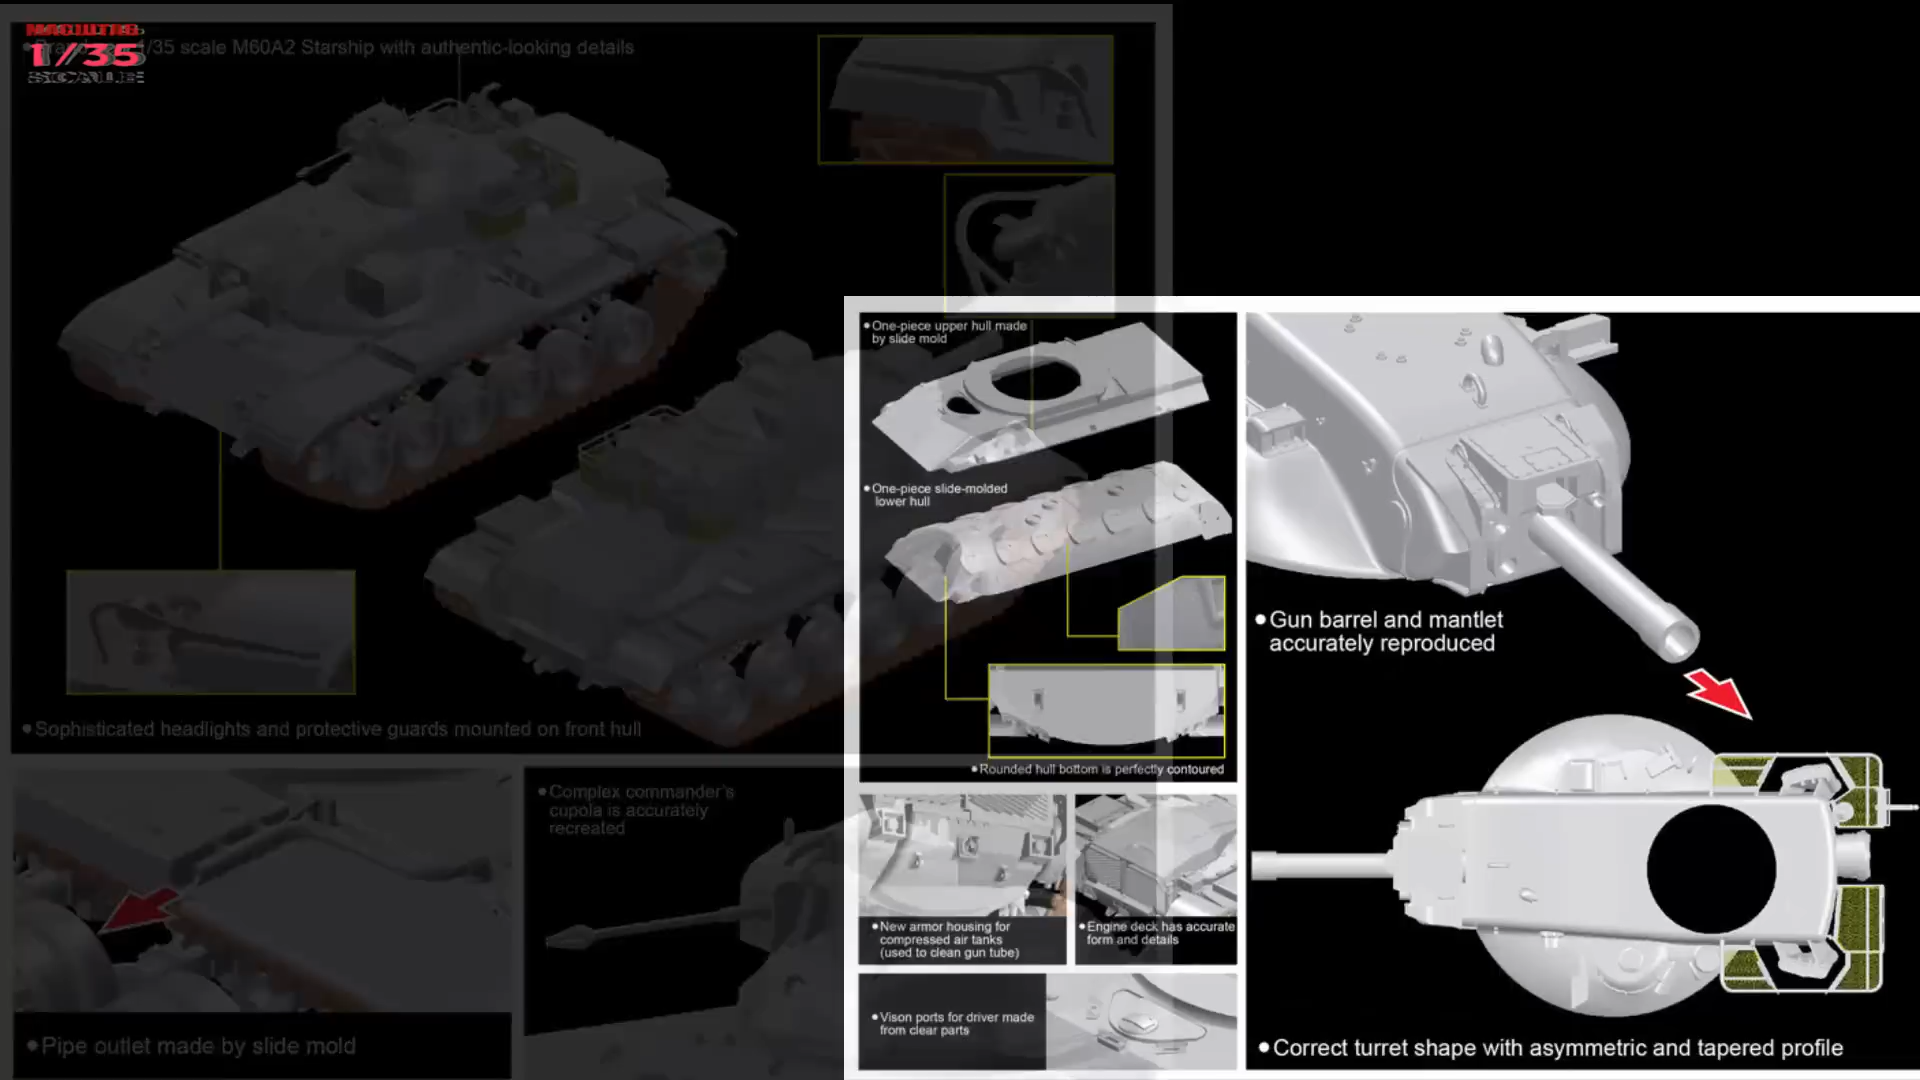 1/35
SCALE
1/35 scale M60A2 Starship with authentic-looking details
• Sophisticated headlights and protective guards mounted on front hull
• Pipe outlet made by slide mold
• Complex commander's
cupola is accurately
recreated
• One-piece upper hull made
by slide mold
• One-piece slide-molded
lower hull
• Rounded hull bottom is perfectly contoured
• New armor housing for
compressed air tanks
(used to clean gun tube)
• Engine deck has accurate
form and details
• Vison ports for driver made
from clear parts
• Gun barrel and mantlet
accurately reproduced
• Correct turret shape with asymmetric and tapered profile